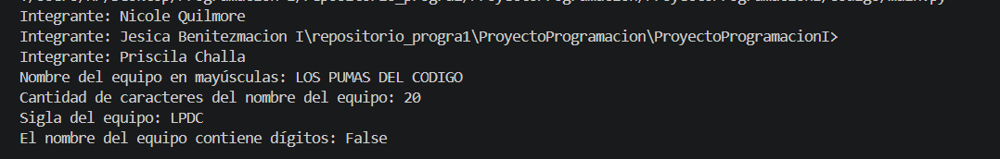 Integrante: Nicole Quilmore
Integrante: Jesica Benitezmacion I\repositorio_progra1\ProyectoProgramacion\ProyectoProgramacionI>
Integrante: Priscila Challa
Nombre del equipo en mayúsculas: LOS PUMAS DEL CODIGO
Cantidad de caracteres del nombre del equipo: 20
Sigla del equipo: LPDC
El nombre del equipo contiene dígitos: False